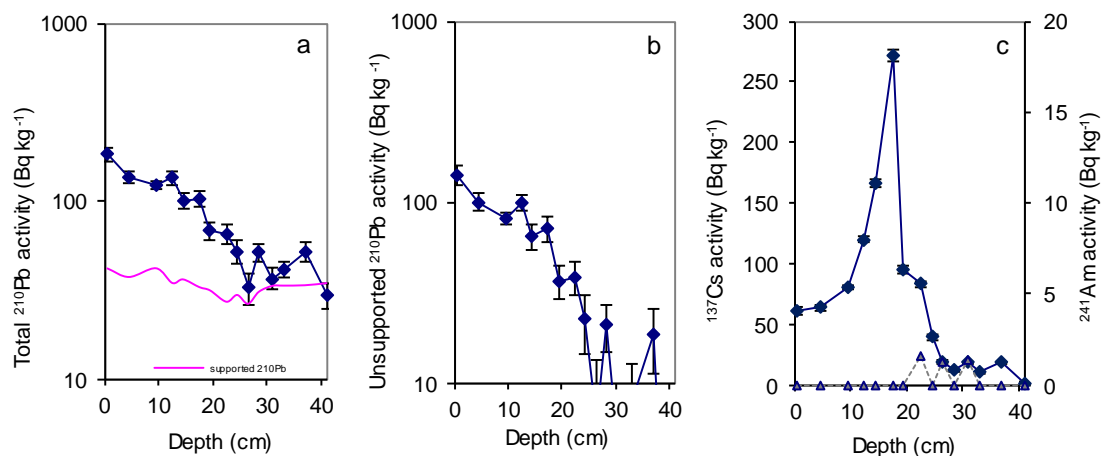 a
1000
100
10
0 10 20 30 40
Depth (cm)
Total ²¹⁰Pb activity (Bq kg⁻¹)
supported 210Pb
b
1000
100
10
0 10 20 30 40
Depth (cm)
Unsupported ²¹⁰Pb activity (Bq kg⁻¹)
c
300
250
200
150
100
50
0
0 10 20 30 40
Depth (cm)
¹³⁷Cs activity (Bq kg⁻¹)
20
15
10
5
0
²⁴¹Am activity (Bq kg⁻¹)